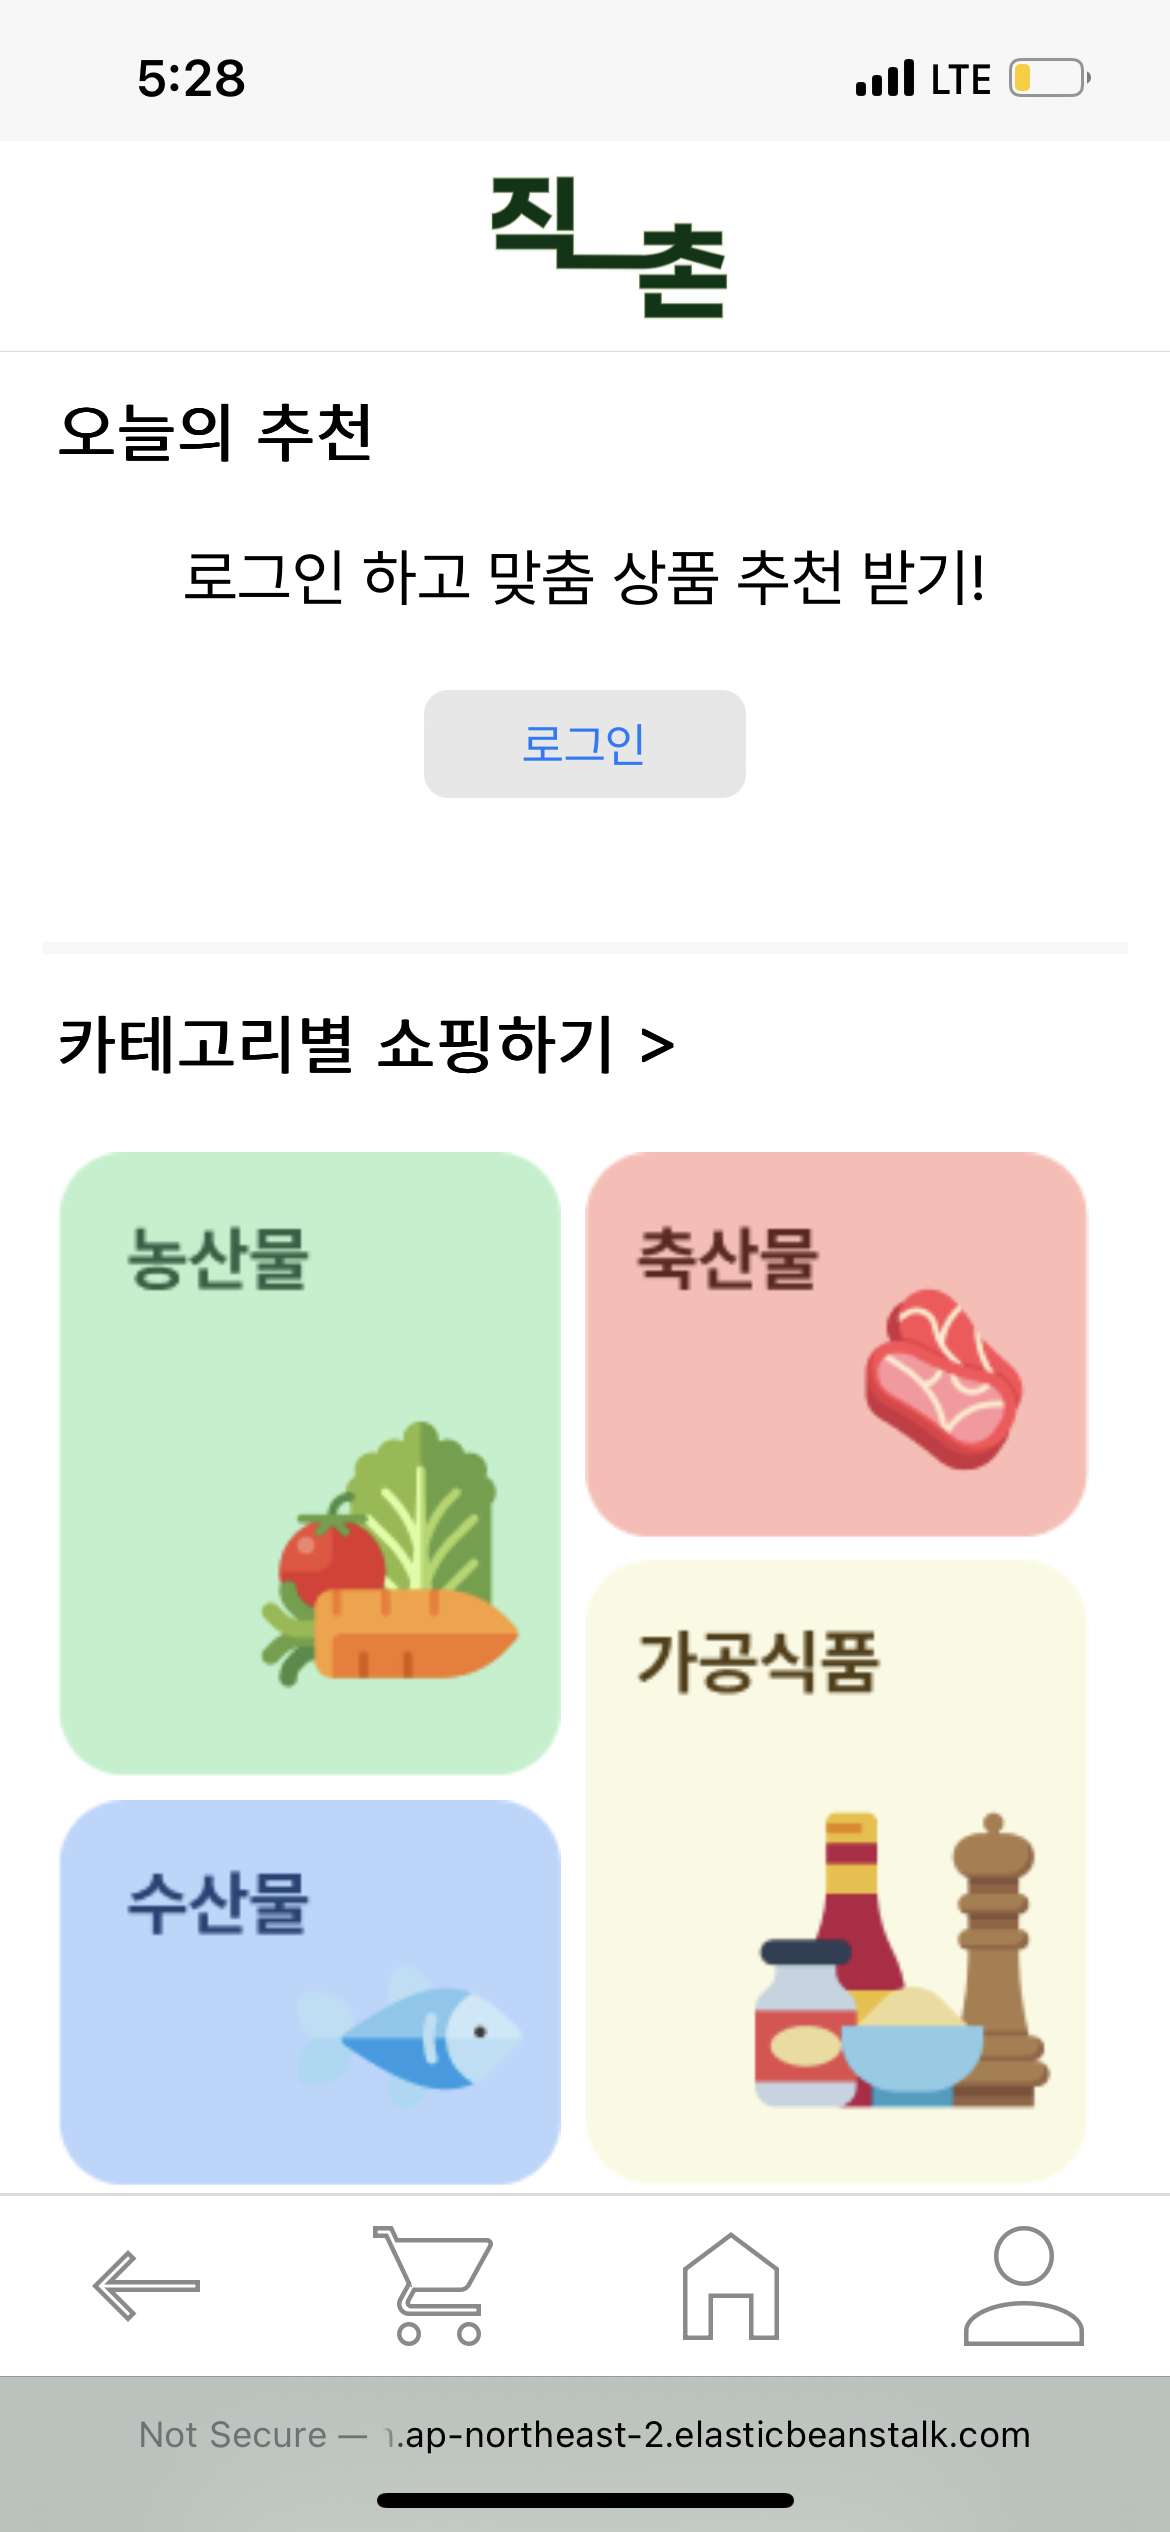 5:28
LTE
직촌
오늘의 추천
로그인 하고 맞춤 상품 추천 받기!
로그인
카테고리별 쇼핑하기 >
농산물
축산물
가공식품
수산물
Not Secure — .ap-northeast-2.elasticbeanstalk.com